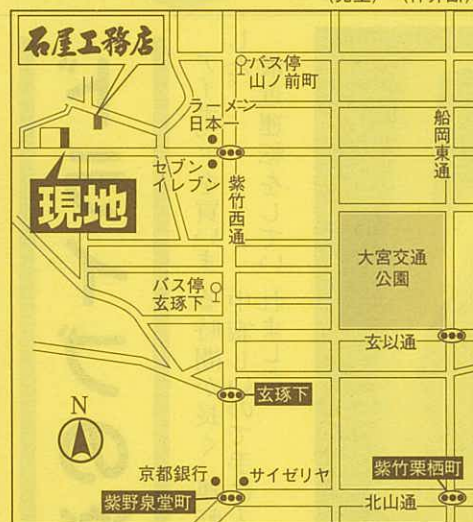 石屋工務店
バス停
山ノ前町
ラーメン
日本一
船岡東通
セブン
イレブン
紫竹西通
現地
大宮交通
公園
バス停
玄琢下
玄以通
玄琢下
N
京都銀行
サイゼリヤ
紫竹栗栖町
紫野泉堂町
北山通